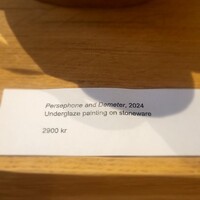 Persephone and Demeter, 2024
Underglaze painting on stoneware
2900 kr